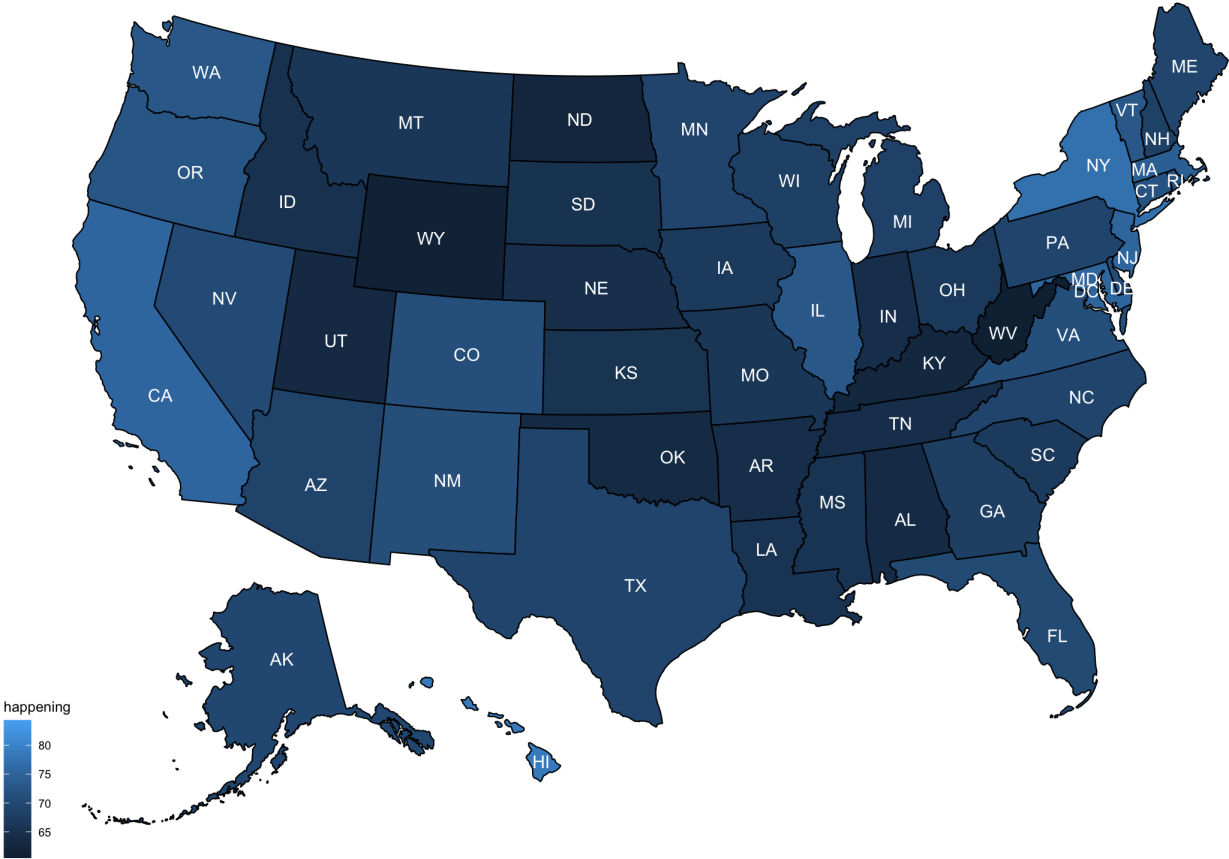 WA
ME
MT
ND
MN
VT
NH
OR
NY
MA
WI
RI
CT
ID
SD
MI
WY
PA
NJ
IA
MD
DC
DE
OH
NE
NV
IL
IN
WV
VA
UT
CO
KY
KS
MO
CA
NC
TN
SC
OK
AR
NM
AZ
MS
GA
AL
LA
TX
FL
AK
happening
80
HI
75
70
65